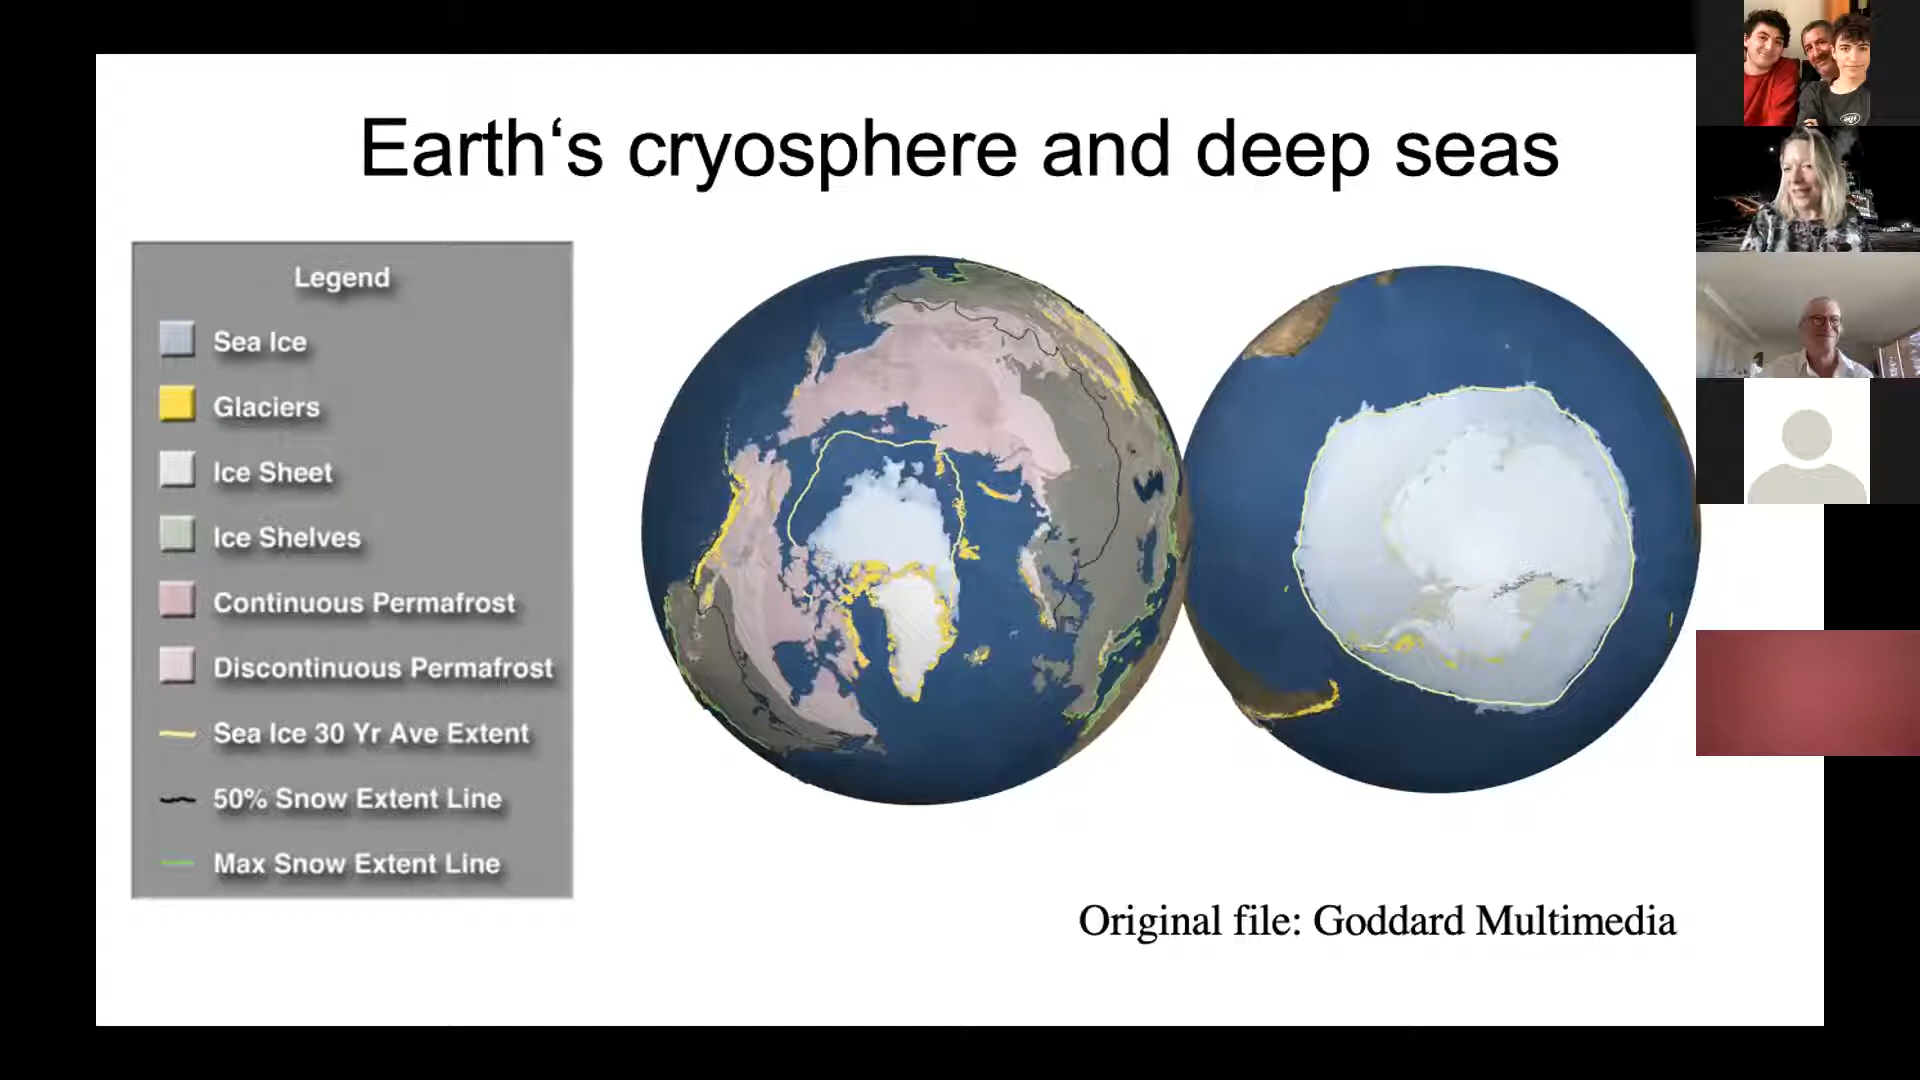 Earth‘s cryosphere and deep seas
Legend
Sea Ice
Glaciers
Ice Sheet
Ice Shelves
Continuous Permafrost
Discontinuous Permafrost
Sea Ice 30 Yr Ave Extent
50% Snow Extent Line
Max Snow Extent Line
Original file: Goddard Multimedia